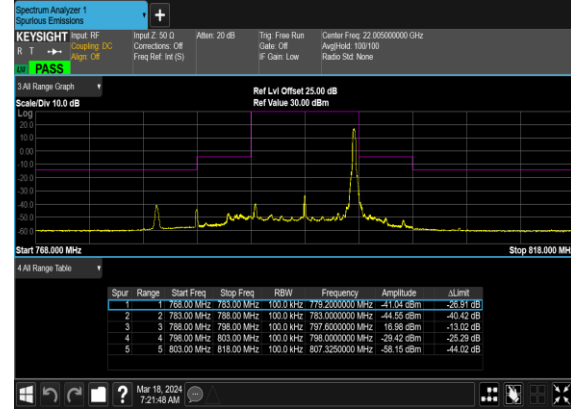 Spectrum Analyzer 1
Spurious Emissions
+
KEYSIGHT Input: RF Input Z: 50 Ω Atten: 20 dB Trig: Free Run Center Freq: 22.005000000 GHz
R T Coupling: DC Corrections: Off Gate: Off Avg|Hold: 100/100
Align: Off Freq Ref: Int (S) IF Gain: Low Radio Std: None
LXI PASS
3 All Range Graph
Ref Lvl Offset 25.00 dB
Scale/Div 10.0 dB Ref Value 30.00 dBm
Log
20.0
10.0
0.00
-10.0
-20.0
-30.0
-40.0
-50.0
-60.0
Start 768.000 MHz Stop 818.000 MH
4 All Range Table
Spur Range Start Freq Stop Freq RBW Frequency Amplitude ΔLimit
1 1 768.00 MHz 783.00 MHz 100.0 kHz 779.2000000 MHz -41.04 dBm -26.91 dB
2 2 783.00 MHz 788.00 MHz 100.0 kHz 783.0000000 MHz -44.55 dBm -40.42 dB
3 3 788.00 MHz 798.00 MHz 100.0 kHz 797.6000000 MHz 16.98 dBm -13.02 dB
4 4 798.00 MHz 803.00 MHz 100.0 kHz 798.0000000 MHz -29.42 dBm -25.29 dB
5 5 803.00 MHz 818.00 MHz 100.0 kHz 807.3250000 MHz -58.15 dBm -44.02 dB
? Mar 18, 2024
7:21:48 AM